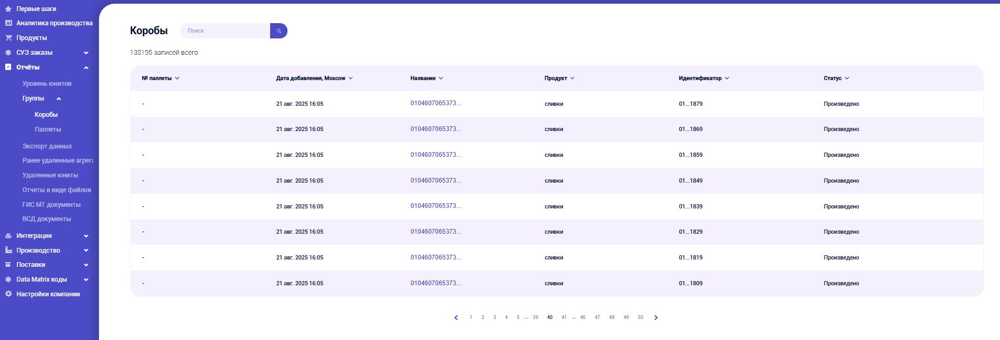 Первые шаги
Аналитика производства
Продукты
СУЗ заказы
Отчёты
Уровень юнитов
Группы
Коробы
Паллеты
Экспорт данных
Ранее удаленные агрега
Удаленные юниты
Отчеты в виде файлов
ГИС МТ документы
ВСД документы
Интеграции
Производство
Поставки
Data Matrix коды
Настройки компании
Коробы Поиск
138195 записей всего
№ паллеты Дата добавления, Moscow Название Продукт Идентификатор Статус
- 21 авг. 2025 16:05 0104607065373... сливки 01...1879 Произведено
- 21 авг. 2025 16:05 0104607065373... сливки 01...1869 Произведено
- 21 авг. 2025 16:05 0104607065373... сливки 01...1859 Произведено
- 21 авг. 2025 16:05 0104607065373... сливки 01...1849 Произведено
- 21 авг. 2025 16:05 0104607065373... сливки 01...1839 Произведено
- 21 авг. 2025 16:05 0104607065373... сливки 01...1829 Произведено
- 21 авг. 2025 16:05 0104607065373... сливки 01...1819 Произведено
- 21 авг. 2025 16:05 0104607065373... сливки 01...1809 Произведено
1 2 3 4 5 ... 39 40 41 ... 46 47 48 49 50